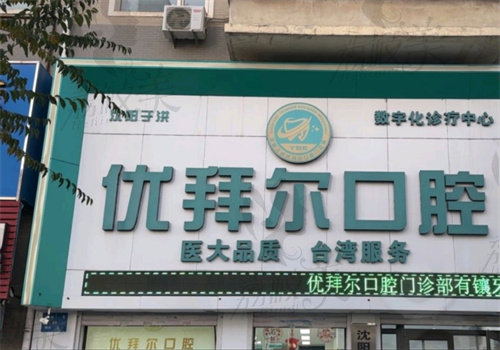 沈阳于洪
数字化诊疗中心
优拜尔口腔
医大品质 台湾服务
优拜尔口腔门诊部有镶牙
优拜尔口腔
沈阳